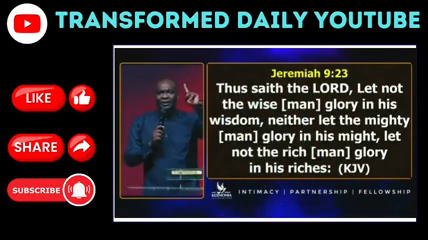 TRANSFORMED DAILY YOUTUBE
LIKE
SHARE
SUBSCRIBE
Jeremiah 9:23
Thus saith the LORD, Let not
the wise [man] glory in his
wisdom, neither let the mighty
[man] glory in his might, let
not the rich [man] glory
in his riches: (KJV)
INTIMACY | PARTNERSHIP | FELLOWSHIP